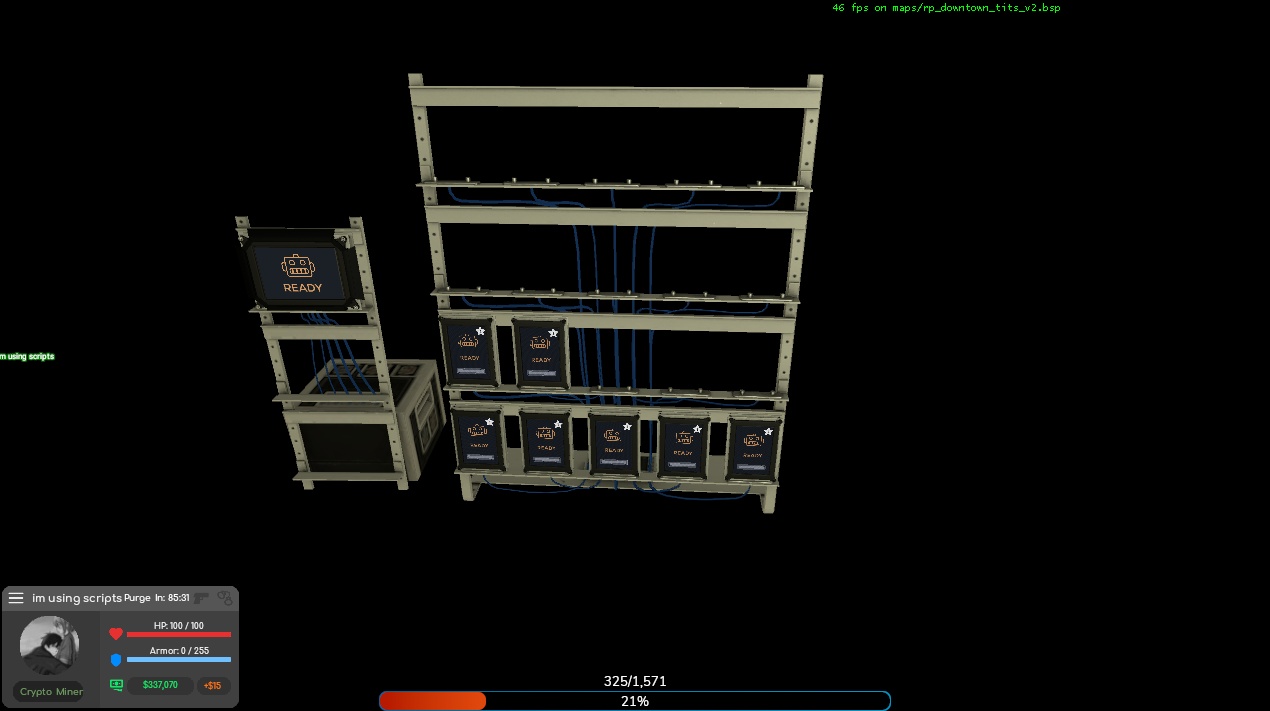 46 fps on maps/rp_downtown_tits_v2.bsp
READY
READY
READY
READY
READY
READY
READY
READY
m using scripts
im using scripts Purge In: 85:31
HP: 100 / 100
Armor: 0 / 255
Crypto Miner
$337,070
+$15
325/1,571
21%